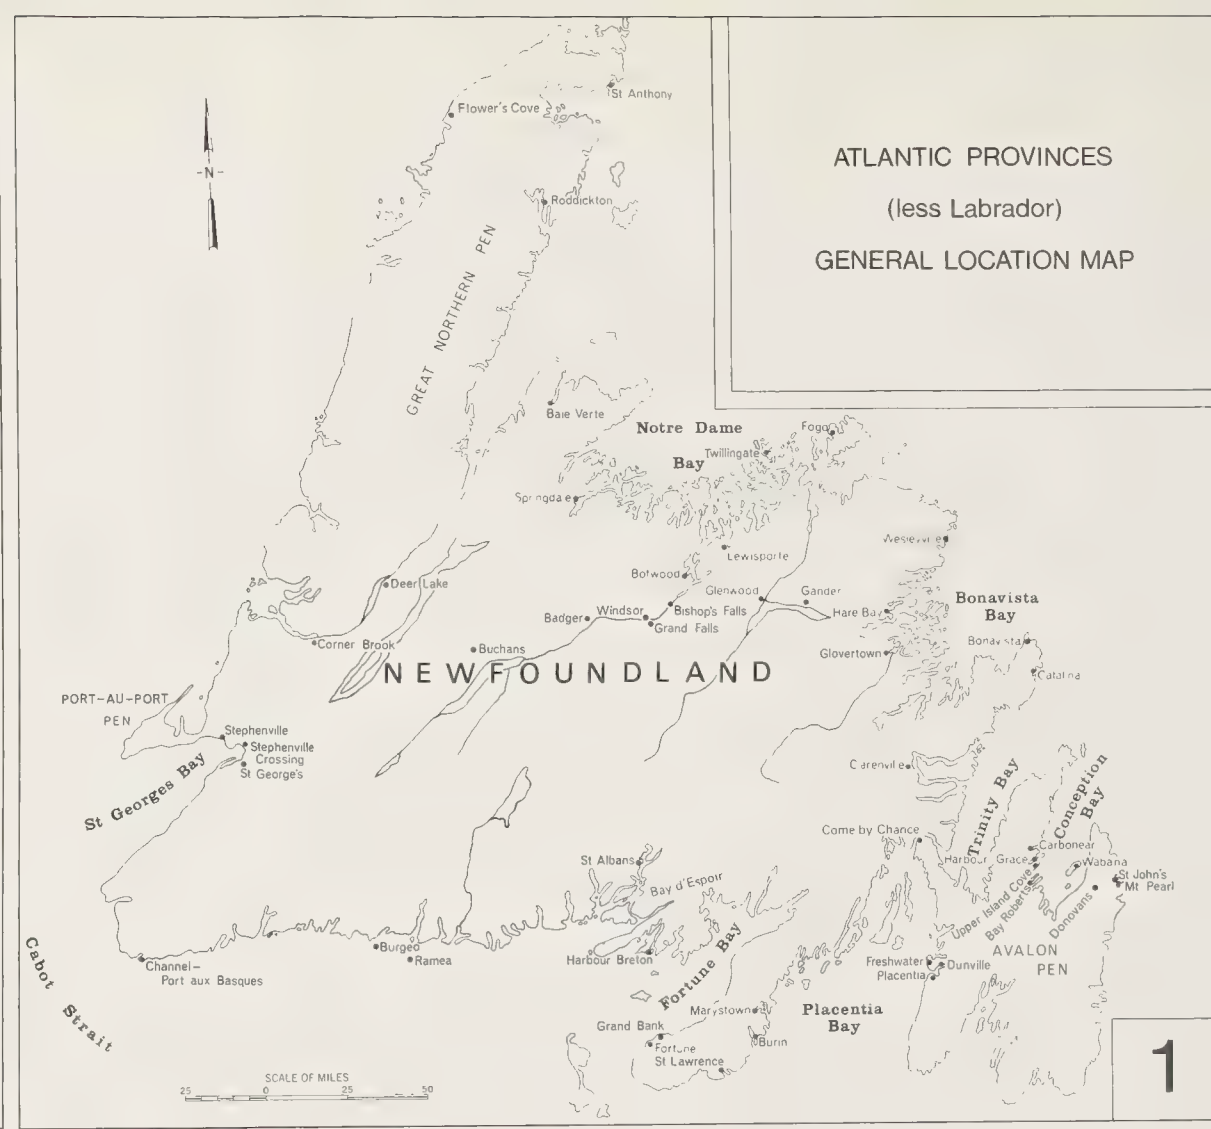 ATLANTIC PROVINCES
(less Labrador)
GENERAL LOCATION MAP
-N-
St Anthony
Flower's Cove
Roddickton
GREAT NORTHERN PEN
Baie Verte
Notre Dame
Bay
Fogo
Twillingate
Springdale
Wesleyville
Lewisporte
Botwood
Deer Lake
Glenwood
Gander
Bonavista
Bay
Windsor
Bishop's Falls
Hare Bay
Badger
Grand Falls
Corner Brook
Buchans
Glovertown
Bonavista
NEWFOUNDLAND
Catalina
PORT-AU-PORT
PEN
Stephenville
Stephenville
Crossing
St George's
St Georges Bay
Clarenville
Trinity Bay
Conception
Bay
Come by Chance
Carbonear
Harbour Grace
Wabana
St John's
Mt Pearl
Upper Island Cove
Bay Roberts
Donovans
St Albans
Bay d'Espoir
AVALON
PEN
Burgeo
Ramea
Harbour Breton
Fortune Bay
Freshwater
Dunville
Placentia
Channel-
Port aux Basques
Cabot Strait
Marystown
Placentia
Bay
Grand Bank
Fortune
Burin
St Lawrence
SCALE OF MILES
25 0 25 50
1